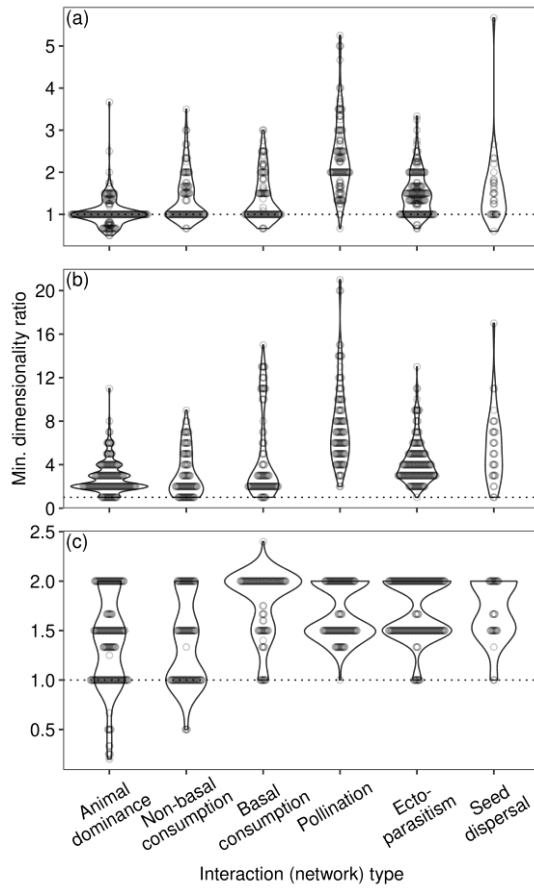 (a)
5
4
3
2
1
(b)
20
16
12
8
4
0
Min. dimensionality ratio
(c)
2.5
2.0
1.5
1.0
0.5
Animal
dominance
Non-basal
consumption
Basal
consumption
Pollination
Ecto-
parasitism
Seed
dispersal
Interaction (network) type